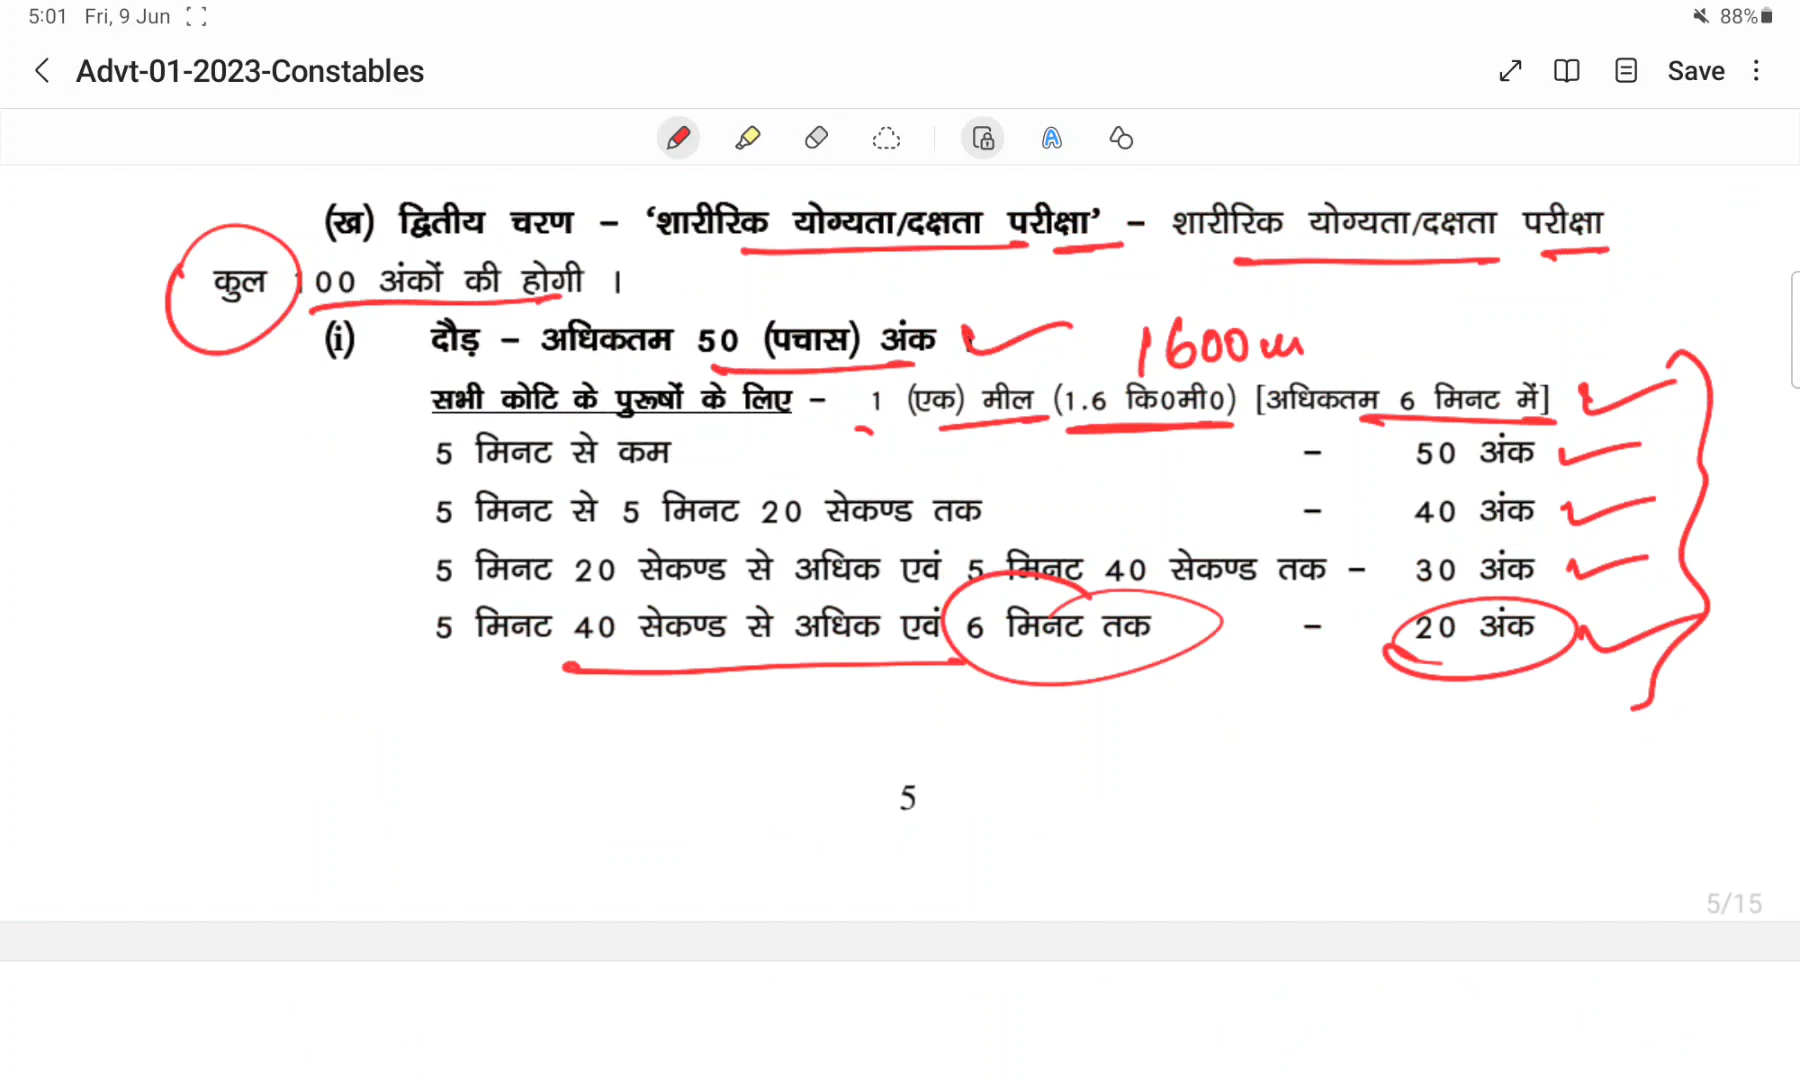 5:01 Fri, 9 Jun 88%
Advt-01-2023-Constables Save
(ख) द्वितीय चरण – ‘शारीरिक योग्यता/दक्षता परीक्षा’ – शारीरिक योग्यता/दक्षता परीक्षा
कुल 100 अंकों की होगी ।
(i) दौड़ – अधिकतम 50 (पचास) अंक 1600 m
सभी कोटि के पुरूषों के लिए – 1 (एक) मील (1.6 कि0मी0) [अधिकतम 6 मिनट में]
5 मिनट से कम – 50 अंक
5 मिनट से 5 मिनट 20 सेकण्ड तक – 40 अंक
5 मिनट 20 सेकण्ड से अधिक एवं 5 मिनट 40 सेकण्ड तक – 30 अंक
5 मिनट 40 सेकण्ड से अधिक एवं 6 मिनट तक – 20 अंक
5
5/15